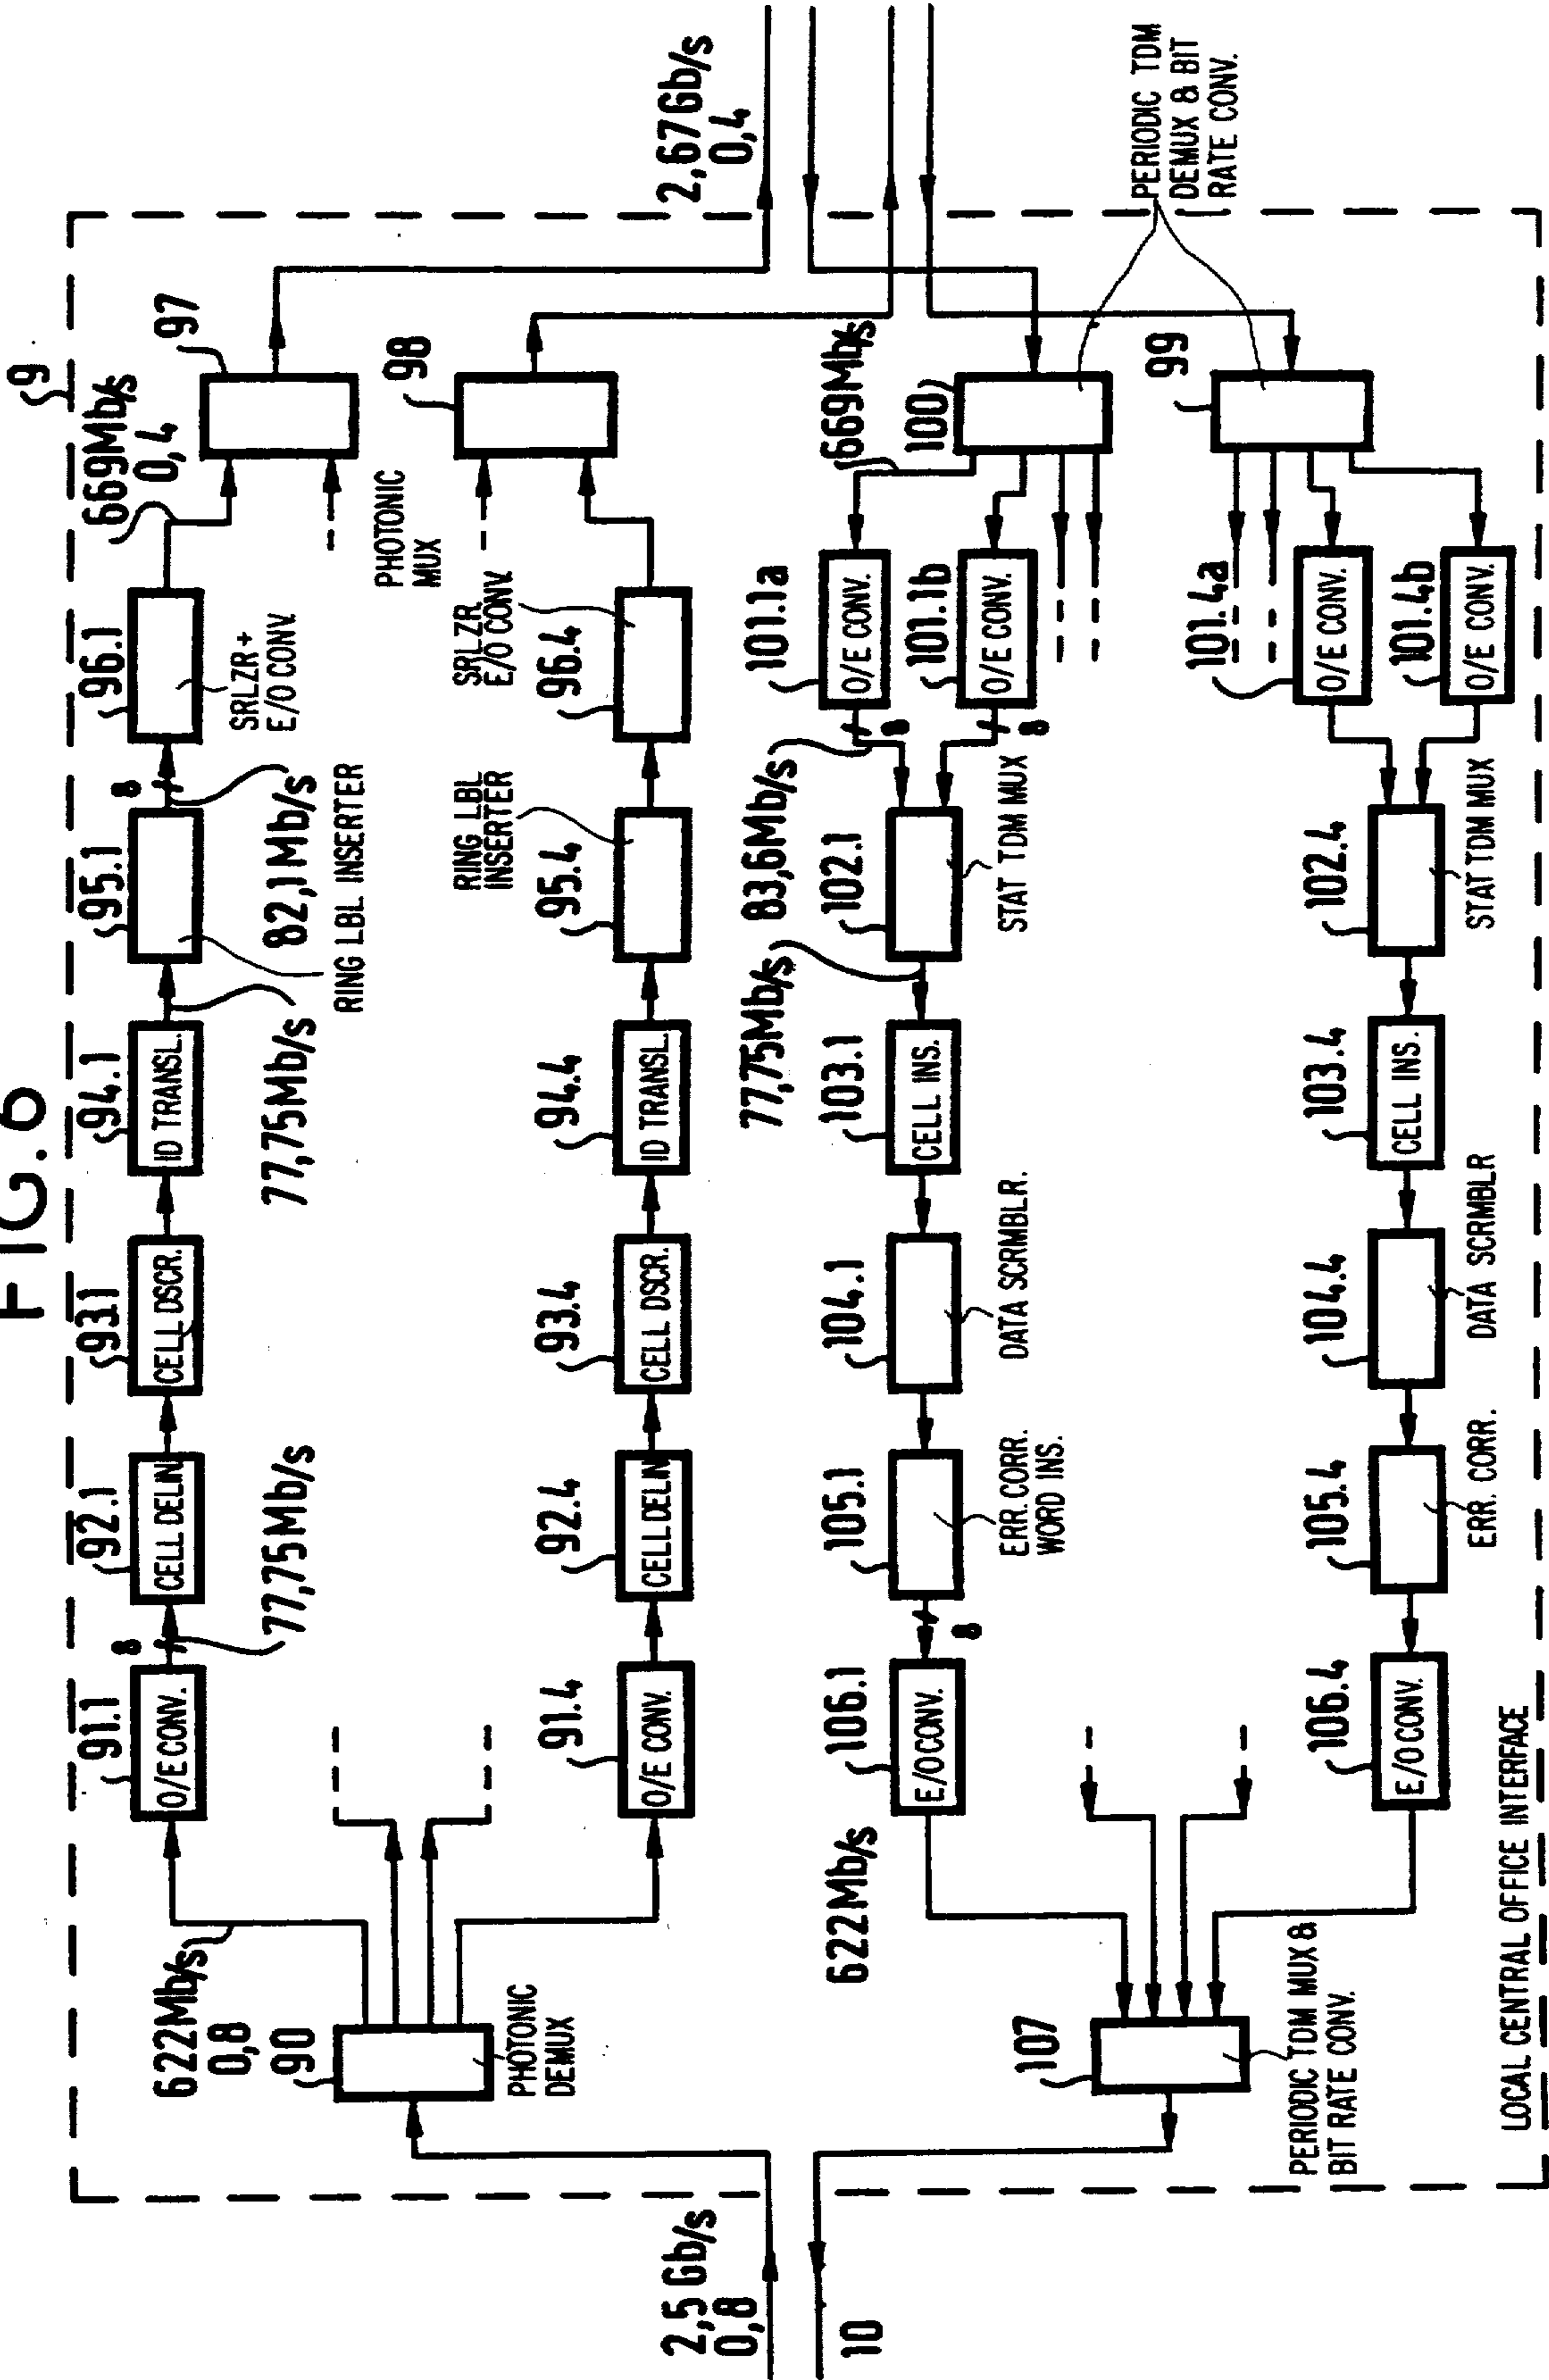 FIG. 6
9
2,5 Gb/s
0,8
10
622Mb/s
0,8
90
PHOTONIC
DEMUX
91.1
O/E CONV.
8
77,75Mb/s
92.1
CELL DELIN
93.1
CELL DSCR.
94.1
ID TRANSL.
77,75Mb/s
95.1
RING LBL INSERTER
8
82,1Mb/s
96.1
SRLZR +
E/O CONV.
669Mb/s
0,4
97
2,67Gb/s
0,4
91.4
O/E CONV.
92.4
CELL DELIN
93.4
CELL DSCR.
94.4
ID TRANSL.
95.4
RING LBL
INSERTER
96.4
SRLZR
E/O CONV.
PHOTONIC
MUX
98
622Mb/s
106.1
E/O CONV.
8
105.1
ERR. CORR.
WORD INS.
104.1
DATA SCRMBLR.
103.1
CELL INS.
77,75Mb/s
102.1
STAT TDM MUX
83,6Mb/s
8
8
101.1a
O/E CONV.
101.1b
O/E CONV.
669Mb/s
100
PERIODIC TDM
DEMUX & BIT
RATE CONV.
107
PERIODIC TDM MUX &
BIT RATE CONV.
106.4
E/O CONV.
105.4
ERR. CORR.
104.4
DATA SCRMBLR
103.4
CELL INS.
102.4
STAT TDM MUX
101.4a
O/E CONV.
101.4b
O/E CONV.
99
LOCAL CENTRAL OFFICE INTERFACE